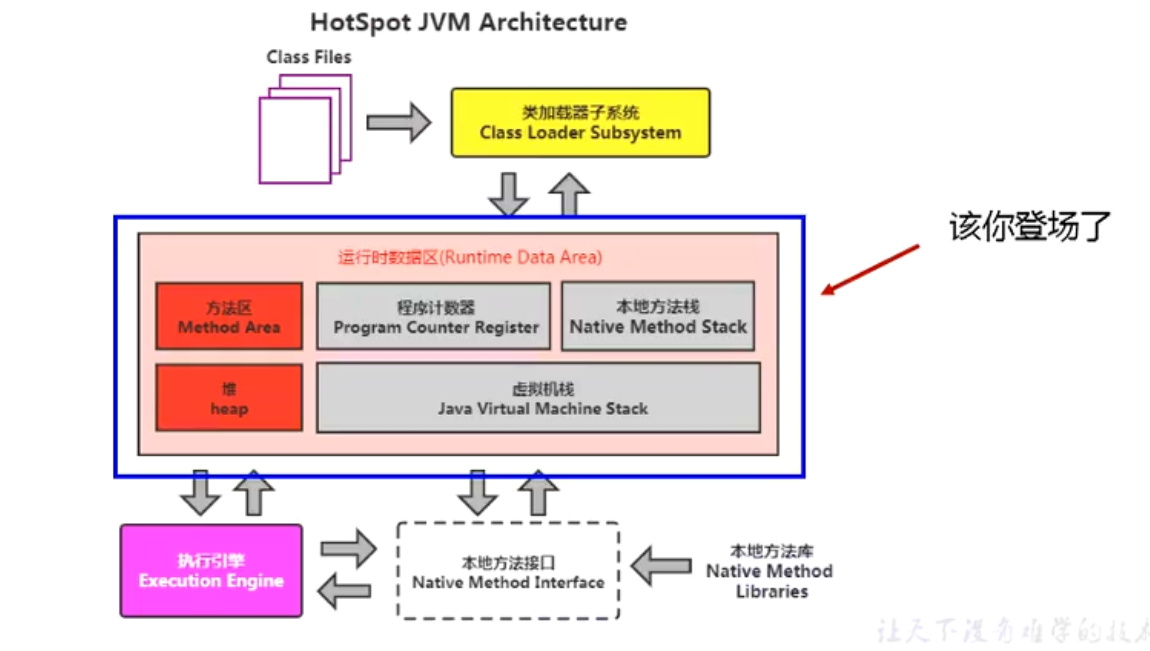 HotSpot JVM Architecture
Class Files
类加载器子系统
Class Loader Subsystem
该你登场了
运行时数据区(Runtime Data Area)
方法区
Method Area
程序计数器
Program Counter Register
本地方法栈
Native Method Stack
堆
heap
虚拟机栈
Java Virtual Machine Stack
执行引擎
Execution Engine
本地方法接口
Native Method Interface
本地方法库
Native Method
Libraries
让天下没有难学的技术